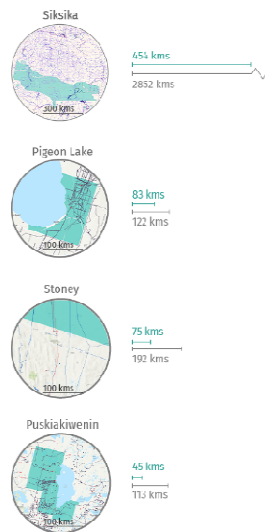 Siksika
454 kms
2852 kms
300 kms
Pigeon Lake
83 kms
122 kms
100 kms
Stoney
75 kms
192 kms
100 kms
Puskiakiwenin
45 kms
113 kms
100 kms